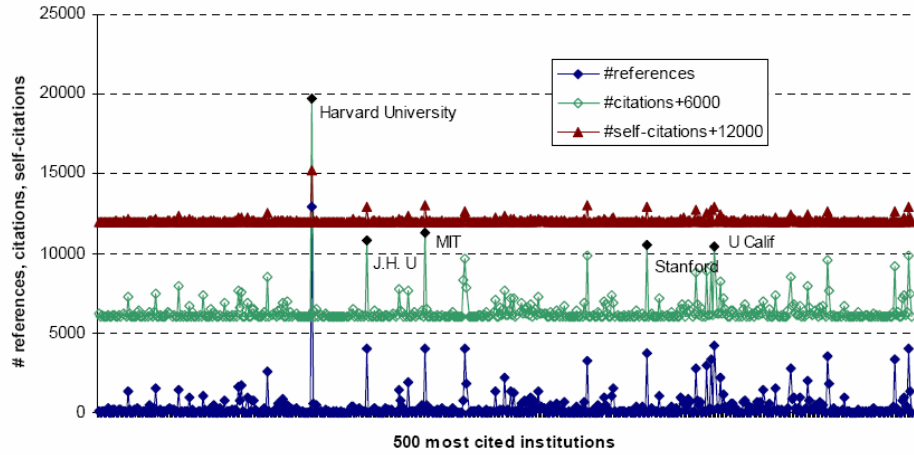 25000
20000
15000
10000
5000
0
# references, citations, self-citations
#references
#citations+6000
#self-citations+12000
Harvard University
J.H. U
MIT
Stanford
U Calif
500 most cited institutions